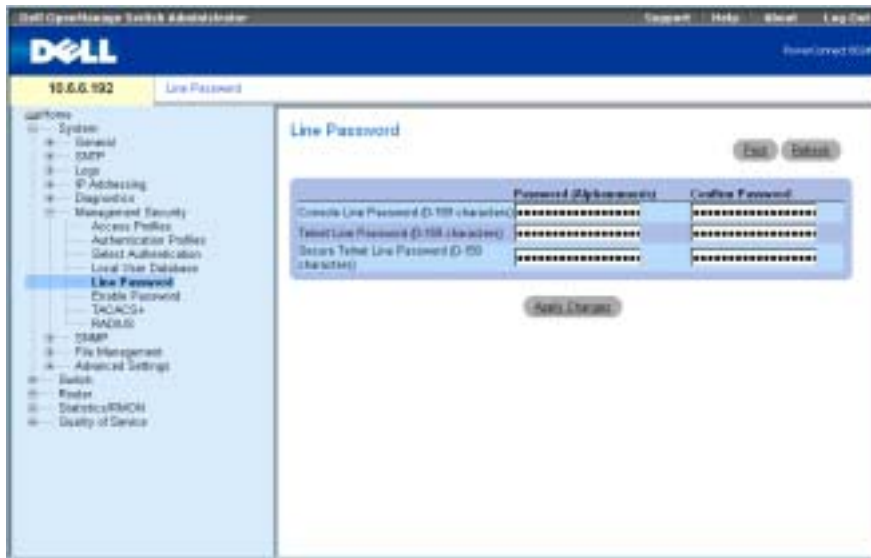 Dell OpenManage Switch Administrator
Support Help About Log Out
DELL
PowerConnect
10.6.6.192
Line Password
Home
System
General
SNTP
Logs
IP Addressing
Diagnostics
Management Security
Access Profiles
Authentication Profiles
Select Authentication
Local User Database
Line Password
Enable Password
TACACS+
RADIUS
SNMP
File Management
Advanced Settings
Switch
Router
Statistics/RMON
Quality of Service
Line Password
Print Refresh
Password (Alphanumeric) Confirm Password
Console Line Password (0-159 characters)
Telnet Line Password (0-159 characters)
Secure Telnet Line Password (0-159
characters)
Apply Changes